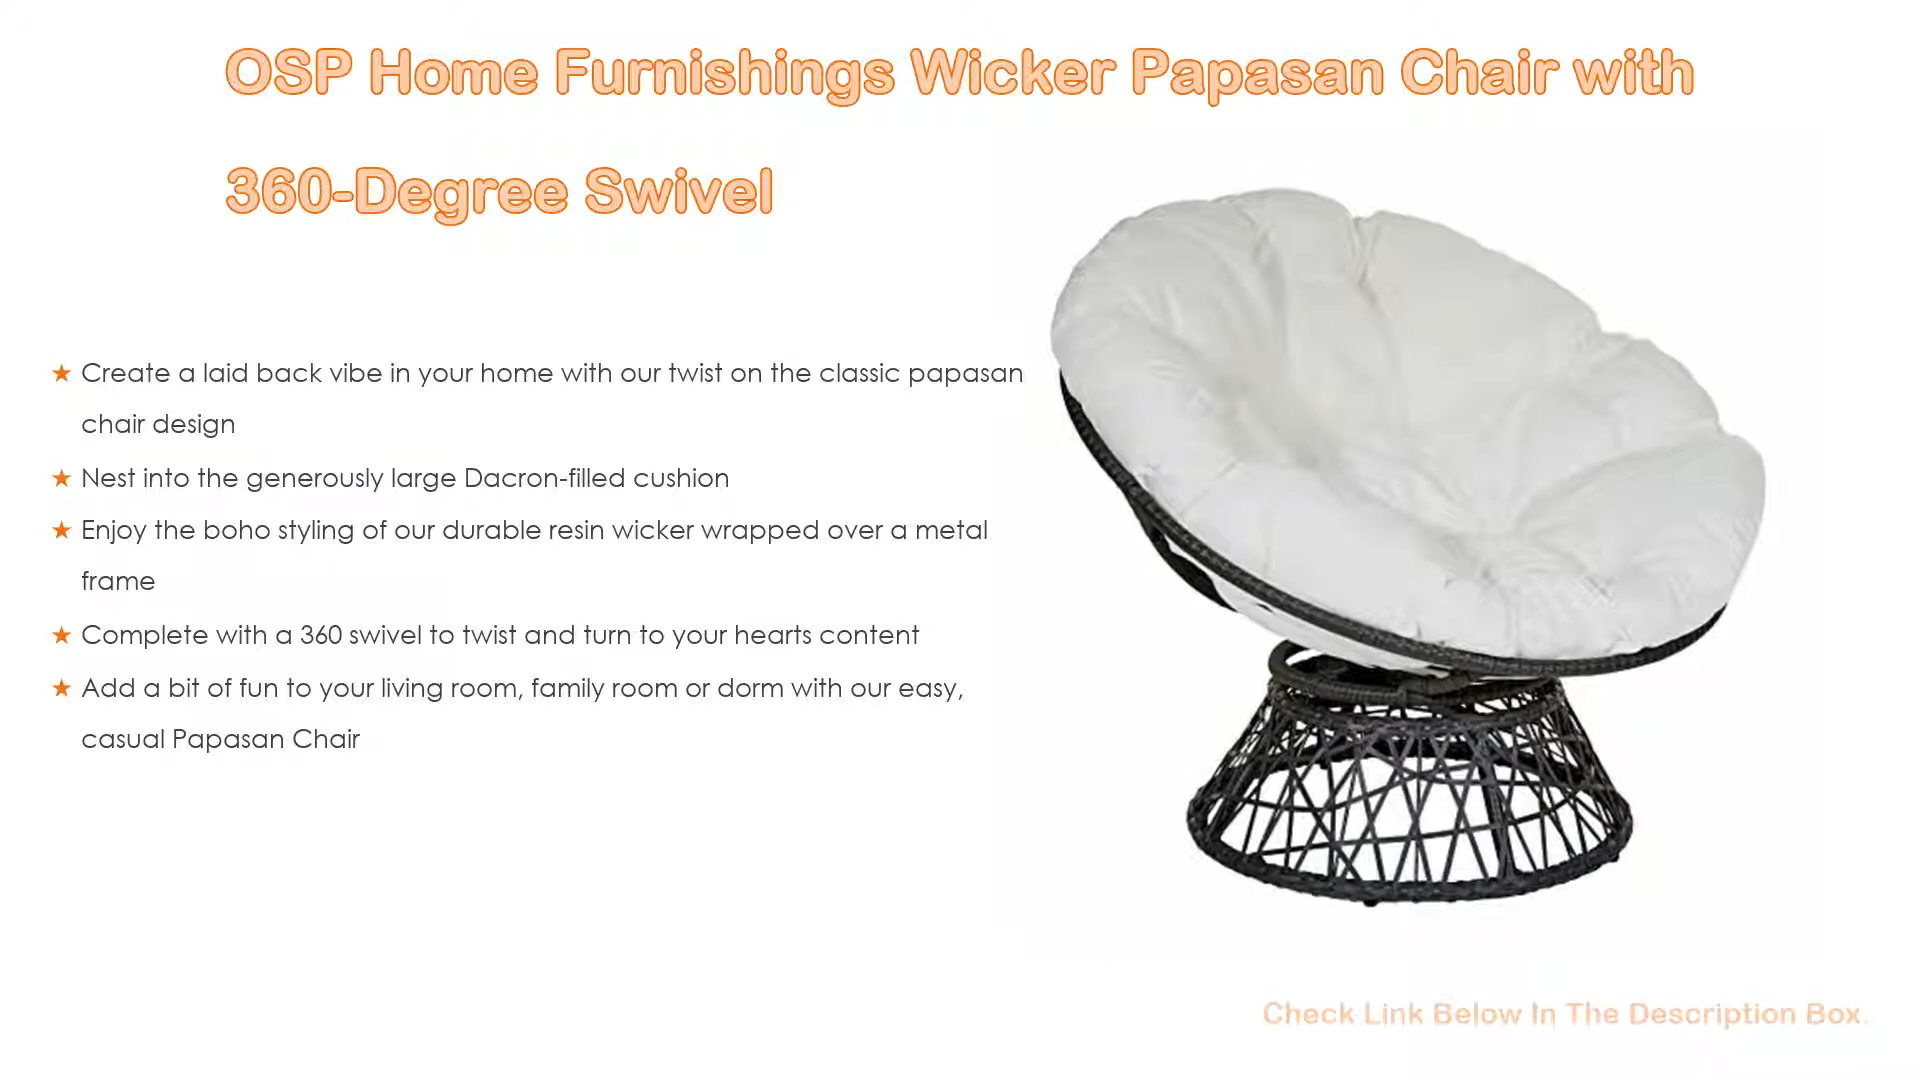 OSP Home Furnishings Wicker Papasan Chair with
360-Degree Swivel
★ Create a laid back vibe in your home with our twist on the classic papasan
chair design
★ Nest into the generously large Dacron-filled cushion
★ Enjoy the boho styling of our durable resin wicker wrapped over a metal
frame
★ Complete with a 360 swivel to twist and turn to your hearts content
★ Add a bit of fun to your living room, family room or dorm with our easy,
casual Papasan Chair
Check Link Below In The Description Box.